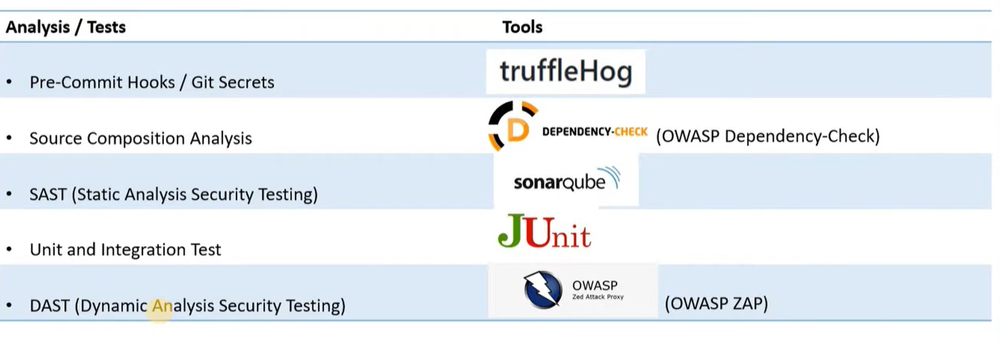 Analysis / Tests Tools
• Pre-Commit Hooks / Git Secrets truffleHog
• Source Composition Analysis D DEPENDENCY-CHECK (OWASP Dependency-Check)
• SAST (Static Analysis Security Testing) sonarqube
• Unit and Integration Test JUnit
• DAST (Dynamic Analysis Security Testing) OWASP Zed Attack Proxy (OWASP ZAP)